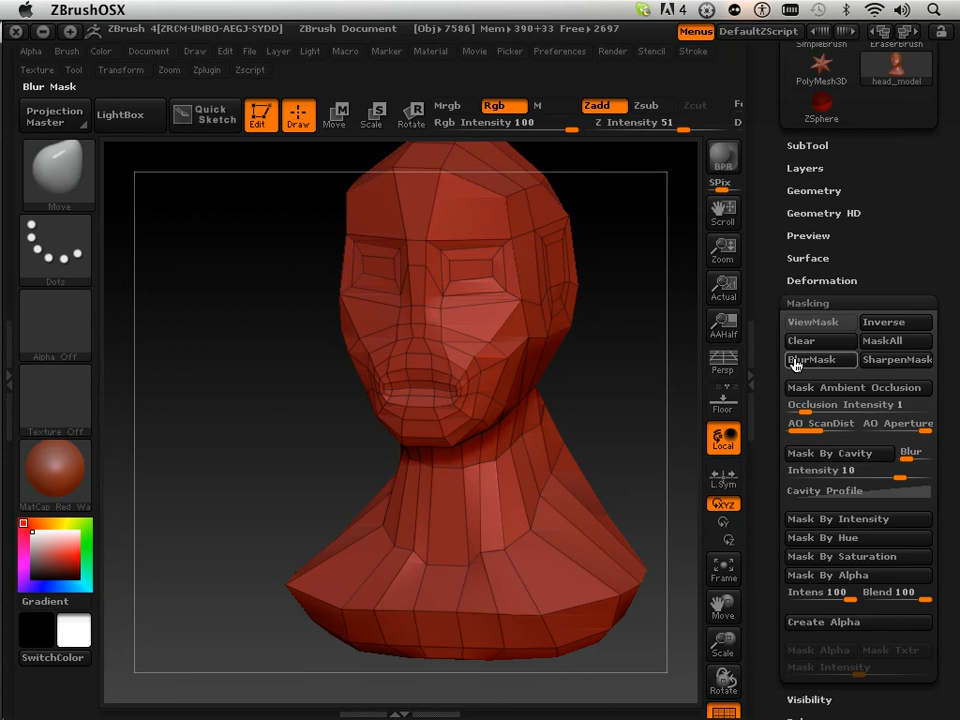 ZBrushOSX
4
ZBrush 4[ZRCM-UMBO-AEGJ-SYDD] ZBrush Document [Obj>7586] Mem>390+33 Free>2697 Menus DefaultZScript
Alpha Brush Color Document Draw Edit File Layer Light Macro Marker Material Movie Picker Preferences Render Stencil Stroke
Texture Tool Transform Zoom Zplugin Zscript
Blur Mask
Projection Master
LightBox
Quick Sketch
Edit
Draw
Move
Scale
Rotate
Mrgb Rgb M Zadd Zsub Zcut
Rgb Intensity 100 Z Intensity 51
Move
Dots
Alpha Off
Texture Off
MatCap Red Wa
Gradient
SwitchColor
BPR
SPix
Scroll
Zoom
Actual
AAHalf
Persp
Floor
Local
L.Sym
XYZ
Frame
Move
Scale
Rotate
SimpleBrush EraserBrush
PolyMesh3D head_model
ZSphere
SubTool
Layers
Geometry
Geometry HD
Preview
Surface
Deformation
Masking
ViewMask Inverse
Clear MaskAll
BlurMask SharpenMask
Mask Ambient Occlusion
Occlusion Intensity 1
AO ScanDist AO Aperture
Mask By Cavity Blur
Intensity 10
Cavity Profile
Mask By Intensity
Mask By Hue
Mask By Saturation
Mask By Alpha
Intens 100 Blend 100
Create Alpha
Mask Alpha Mask Txtr
Mask Intensity
Visibility